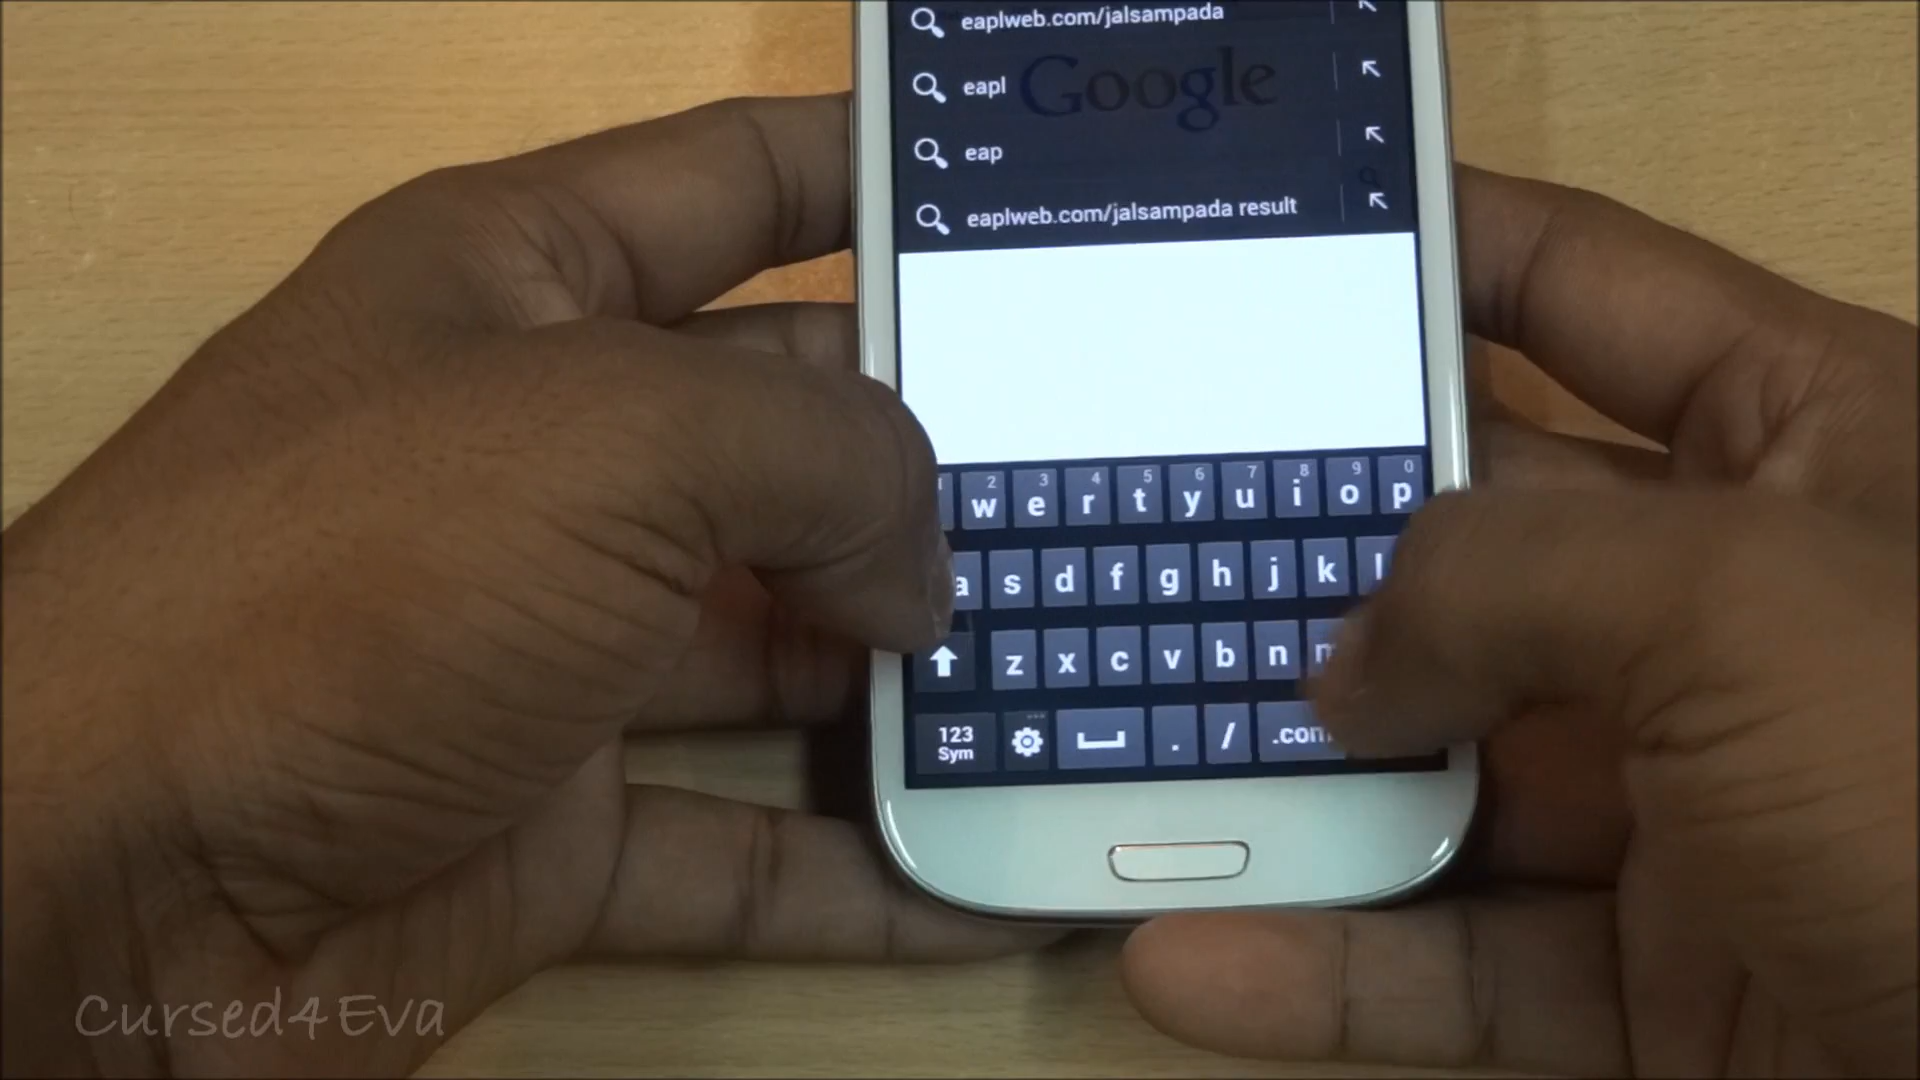 eaplweb.com/jalsampada
eapl
Google
eap
eaplweb.com/jalsampada result
2 3 4 5 6 7 8 9 0
w e r t y u i o p
a s d f g h j k l
z x c v b n m
123
Sym
. / .com
Cursed4Eva